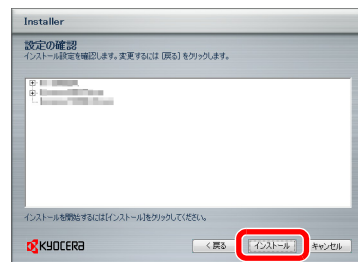 Installer
設定の確認
インストール設定を確認します。変更するには [戻る] をクリックします。
インストールを開始するには[インストール]をクリックしてください。
KYOCERA
< 戻る
インストール
キャンセル